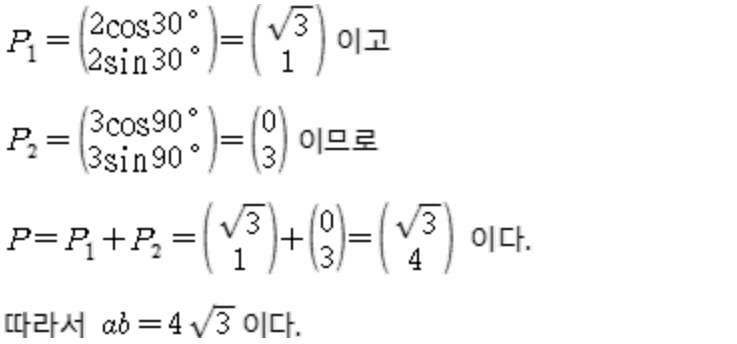 P₁ = (2cos30° 2sin30°) = (√3 1) 이고
P₂ = (3cos90° 3sin90°) = (0 3) 이므로
P = P₁ + P₂ = (√3 1) + (0 3) = (√3 4) 이다.
따라서 ab = 4√3 이다.